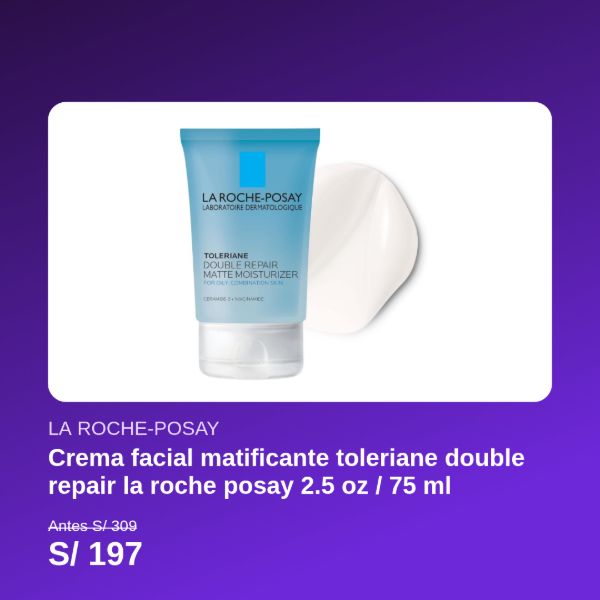 LA ROCHE-POSAY
LABORATOIRE DERMATOLOGIQUE
TOLERIANE
DOUBLE REPAIR
MATTE MOISTURIZER
FOR OILY, COMBINATION SKIN
CERAMIDE-3 + NIACINAMIDE
LA ROCHE-POSAY
Crema facial matificante toleriane double
repair la roche posay 2.5 oz / 75 ml
Antes S/ 309
S/ 197